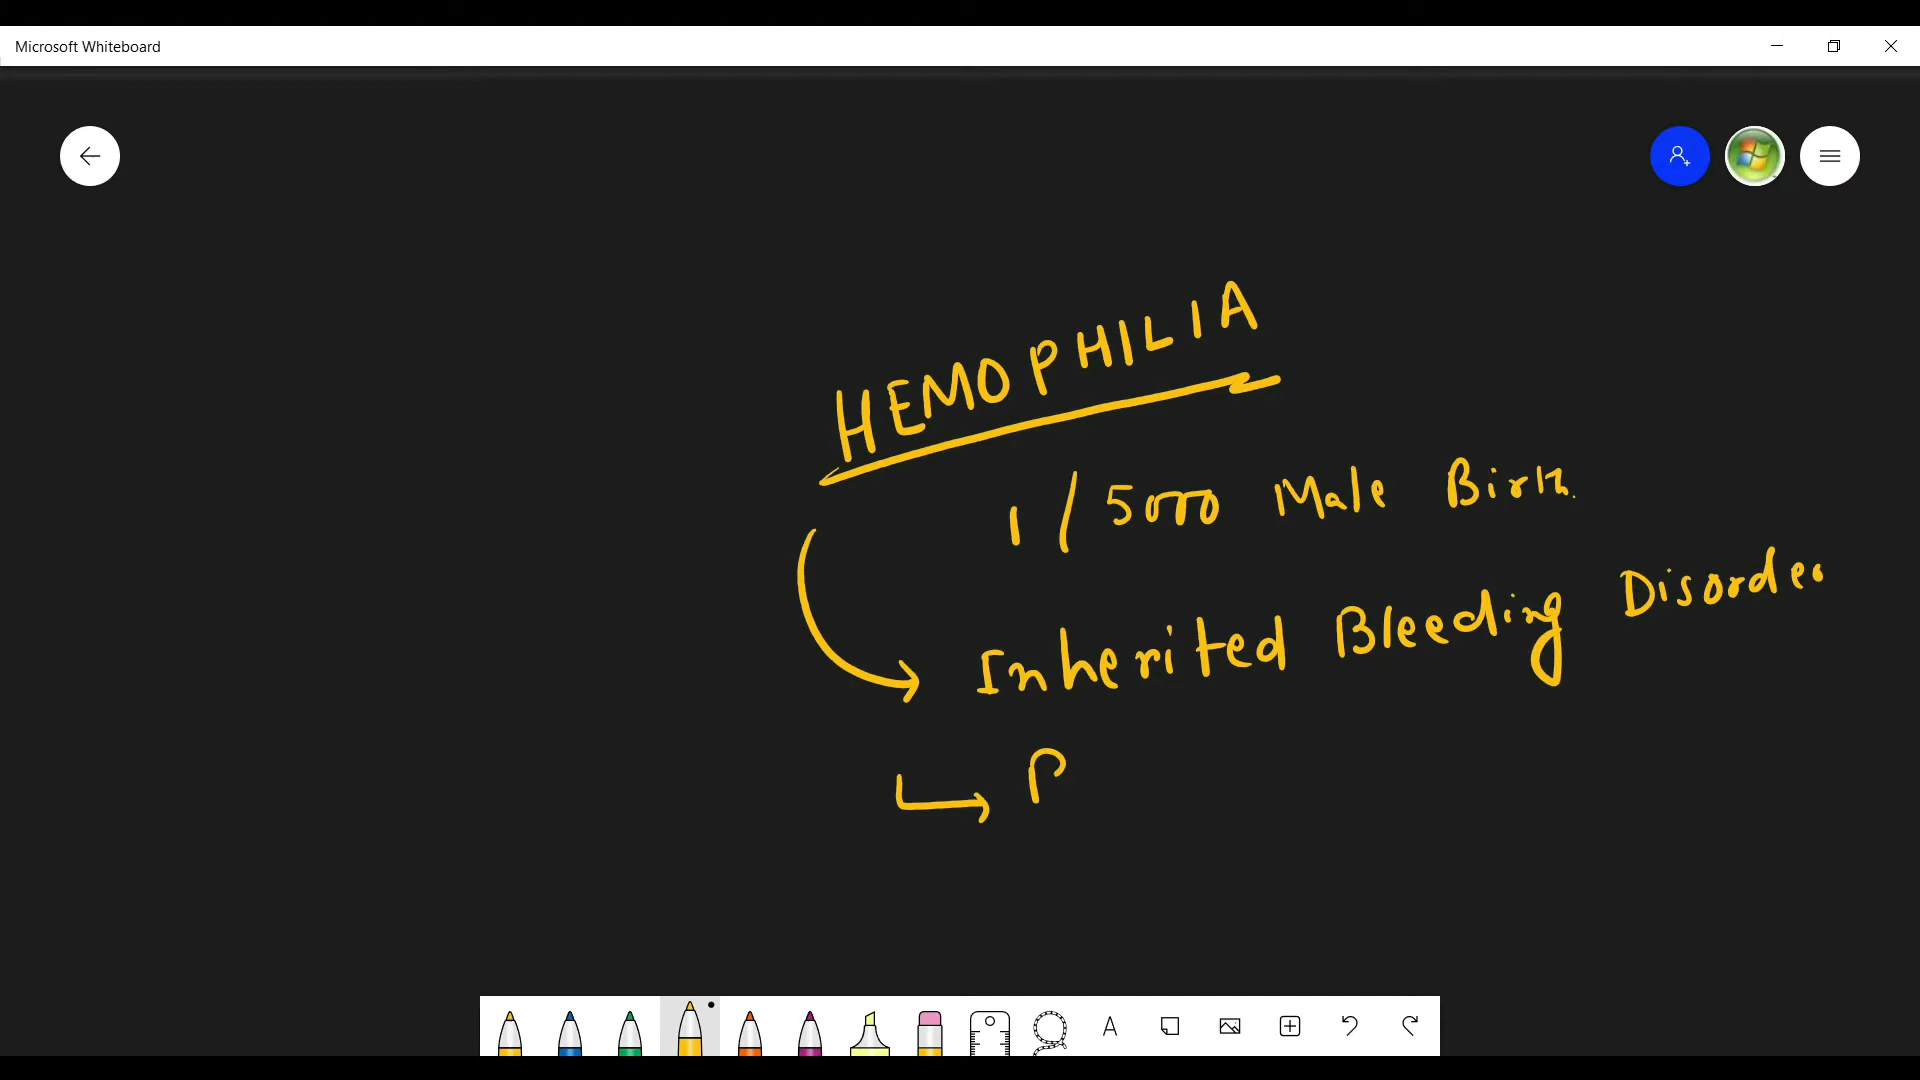 Microsoft Whiteboard
HEMOPHILIA
1/5000 Male Birth.
Inherited Bleeding Disorder
P
A